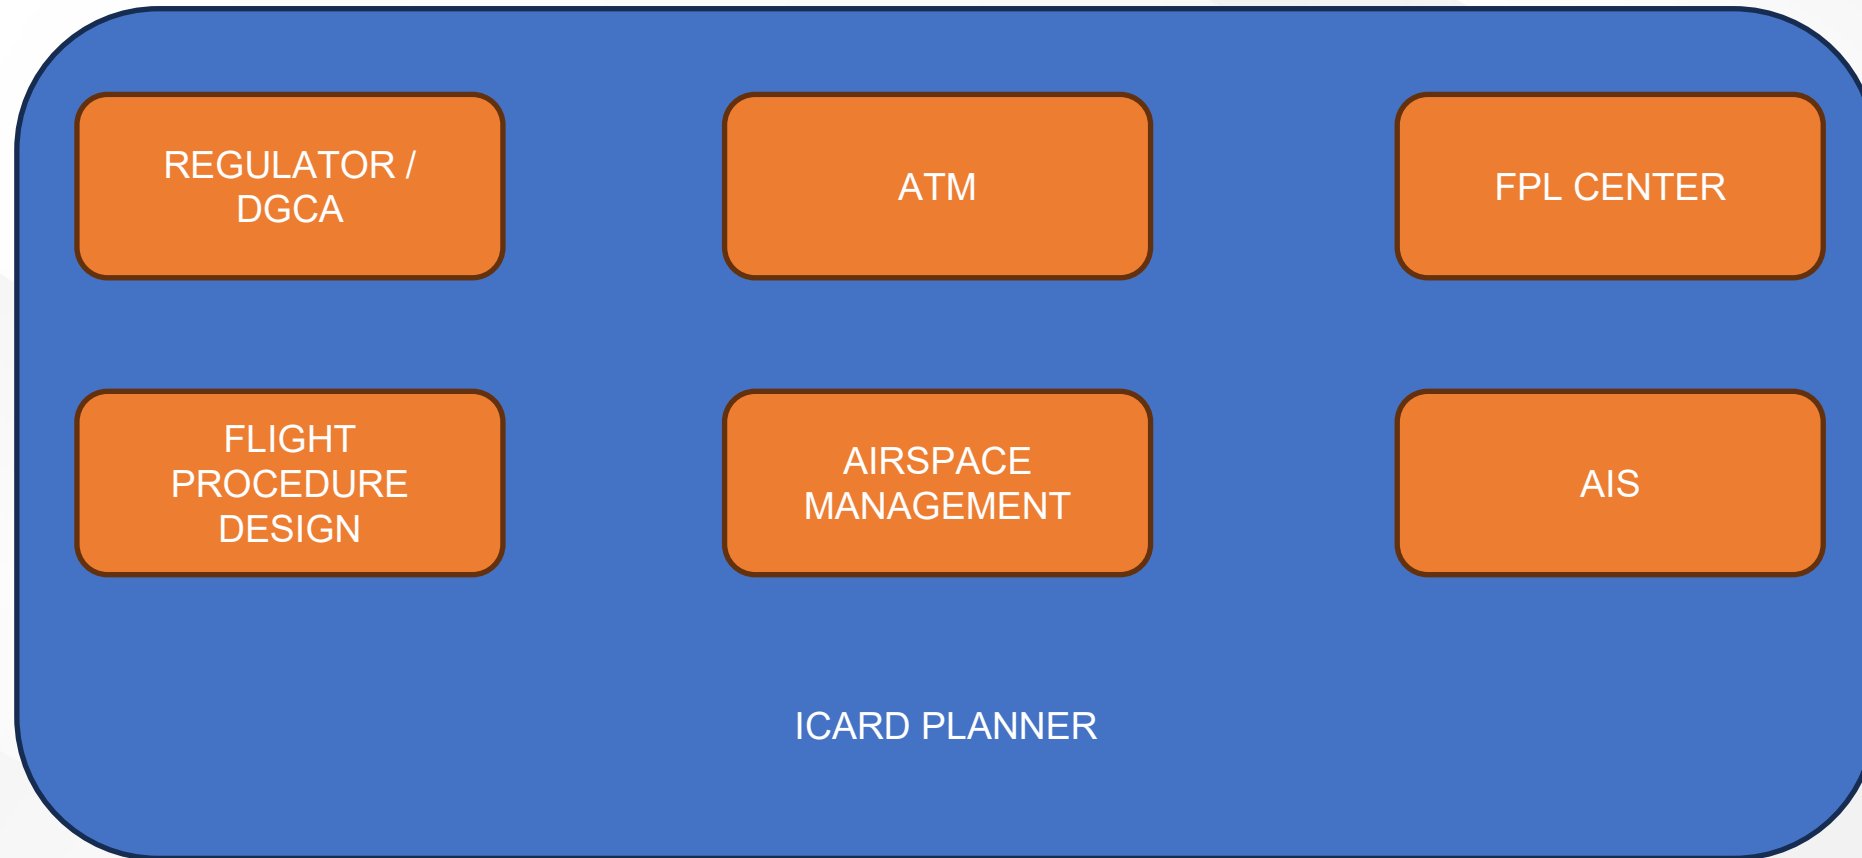 REGULATOR /
DGCA
ATM
FPL CENTER
FLIGHT
PROCEDURE
DESIGN
AIRSPACE
MANAGEMENT
AIS
ICARD PLANNER